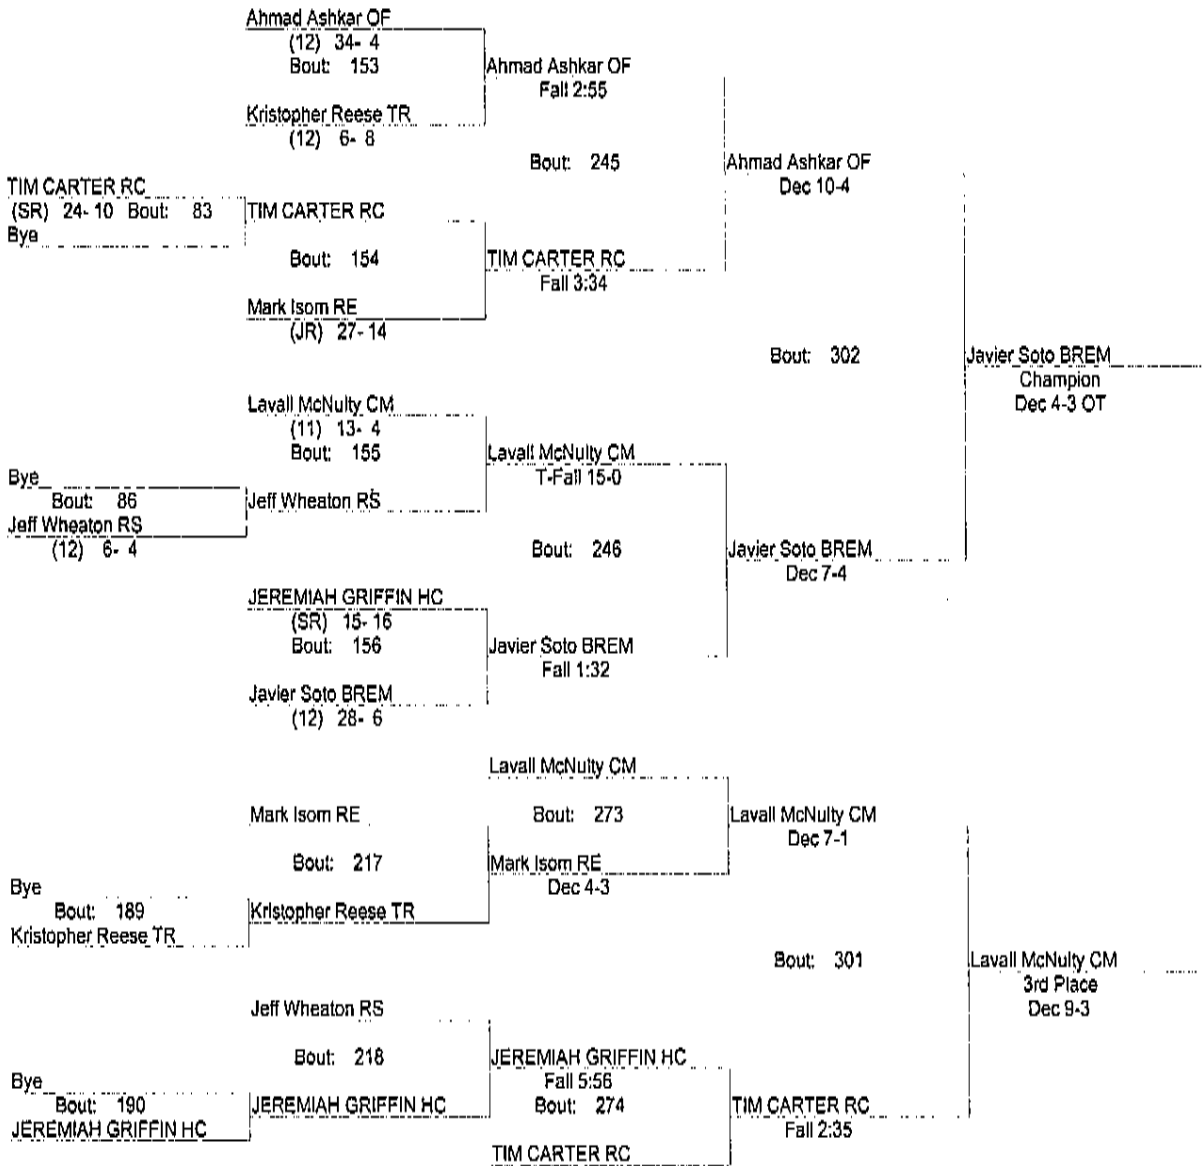 Ahmad Ashkar OF
(12) 34- 4
Bout: 153
Ahmad Ashkar OF
Fall 2:55
Kristopher Reese TR
(12) 6- 8
Bout: 245
Ahmad Ashkar OF
Dec 10-4
TIM CARTER RC
(SR) 24- 10 Bout: 83
TIM CARTER RC
Bye
Bout: 154
TIM CARTER RC
Fall 3:34
Mark Isom RE
(JR) 27- 14
Bout: 302
Javier Soto BREM
Champion
Dec 4-3 OT
Lavall McNulty CM
(11) 13- 4
Bout: 155
Lavall McNulty CM
T-Fall 15-0
Bye
Bout: 86
Jeff Wheaton RS
Jeff Wheaton RS
(12) 6- 4
Bout: 246
Javier Soto BREM
Dec 7-4
JEREMIAH GRIFFIN HC
(SR) 15- 16
Bout: 156
Javier Soto BREM
Fall 1:32
Javier Soto BREM
(12) 28- 6
Lavall McNulty CM
Mark Isom RE
Bout: 273
Lavall McNulty CM
Dec 7-1
Bout: 217
Mark Isom RE
Dec 4-3
Bye
Bout: 189
Kristopher Reese TR
Kristopher Reese TR
Bout: 301
Lavall McNulty CM
3rd Place
Dec 9-3
Jeff Wheaton RS
Bout: 218
JEREMIAH GRIFFIN HC
Fall 5:56
Bye
Bout: 190
JEREMIAH GRIFFIN HC
Bout: 274
TIM CARTER RC
Fall 2:35
JEREMIAH GRIFFIN HC
TIM CARTER RC